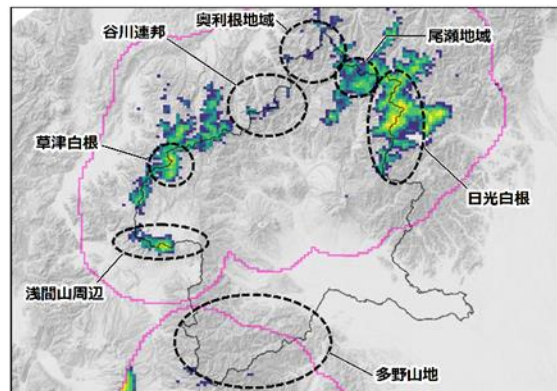 奥利根地域
谷川連邦
尾瀬地域
草津白根
日光白根
浅間山周辺
多野山地